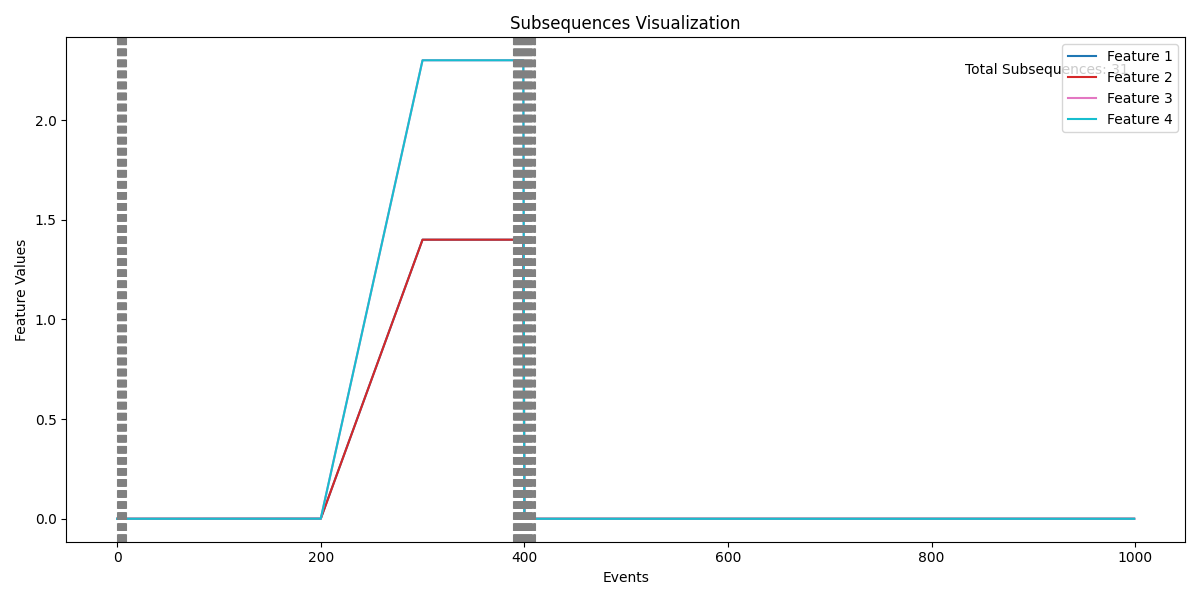 Subsequences Visualization
Total Subsequences: 31
Feature 1
Feature 2
Feature 3
Feature 4
Feature Values
2.0
1.5
1.0
0.5
0.0
0
200
400
600
800
1000
Events